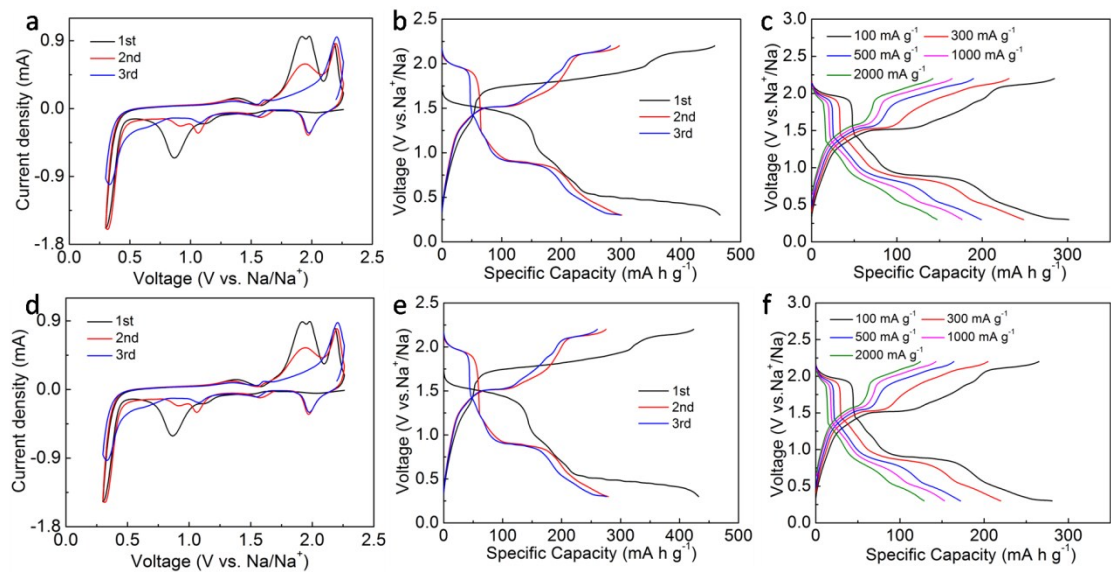 a
0.9
0.0
-0.9
-1.8
Current density (mA)
1st
2nd
3rd
0.0 0.5 1.0 1.5 2.0 2.5
Voltage (V vs. Na/Na⁺)
b
2.5
2.0
1.5
1.0
0.5
0.0
Voltage (V vs.Na⁺/Na)
1st
2nd
3rd
0 100 200 300 400 500
Specific Capacity (mA h g⁻¹)
c
3.0
2.5
2.0
1.5
1.0
0.5
0.0
Voltage (V vs.Na⁺/Na)
100 mA g⁻¹ 300 mA g⁻¹
500 mA g⁻¹ 1000 mA g⁻¹
2000 mA g⁻¹
0 100 200 300
Specific Capacity (mA h g⁻¹)
d
0.9
0.0
-0.9
-1.8
Current density (mA)
1st
2nd
3rd
0.0 0.5 1.0 1.5 2.0 2.5
Voltage (V vs. Na/Na⁺)
e
2.5
2.0
1.5
1.0
0.5
0.0
Voltage (V vs.Na⁺/Na)
1st
2nd
3rd
0 100 200 300 400 500
Specific Capacity (mA h g⁻¹)
f
3.0
2.5
2.0
1.5
1.0
0.5
0.0
Voltage (V vs.Na⁺/Na)
100 mA g⁻¹ 300 mA g⁻¹
500 mA g⁻¹ 1000 mA g⁻¹
2000 mA g⁻¹
0 100 200 300
Specific Capacity (mA h g⁻¹)